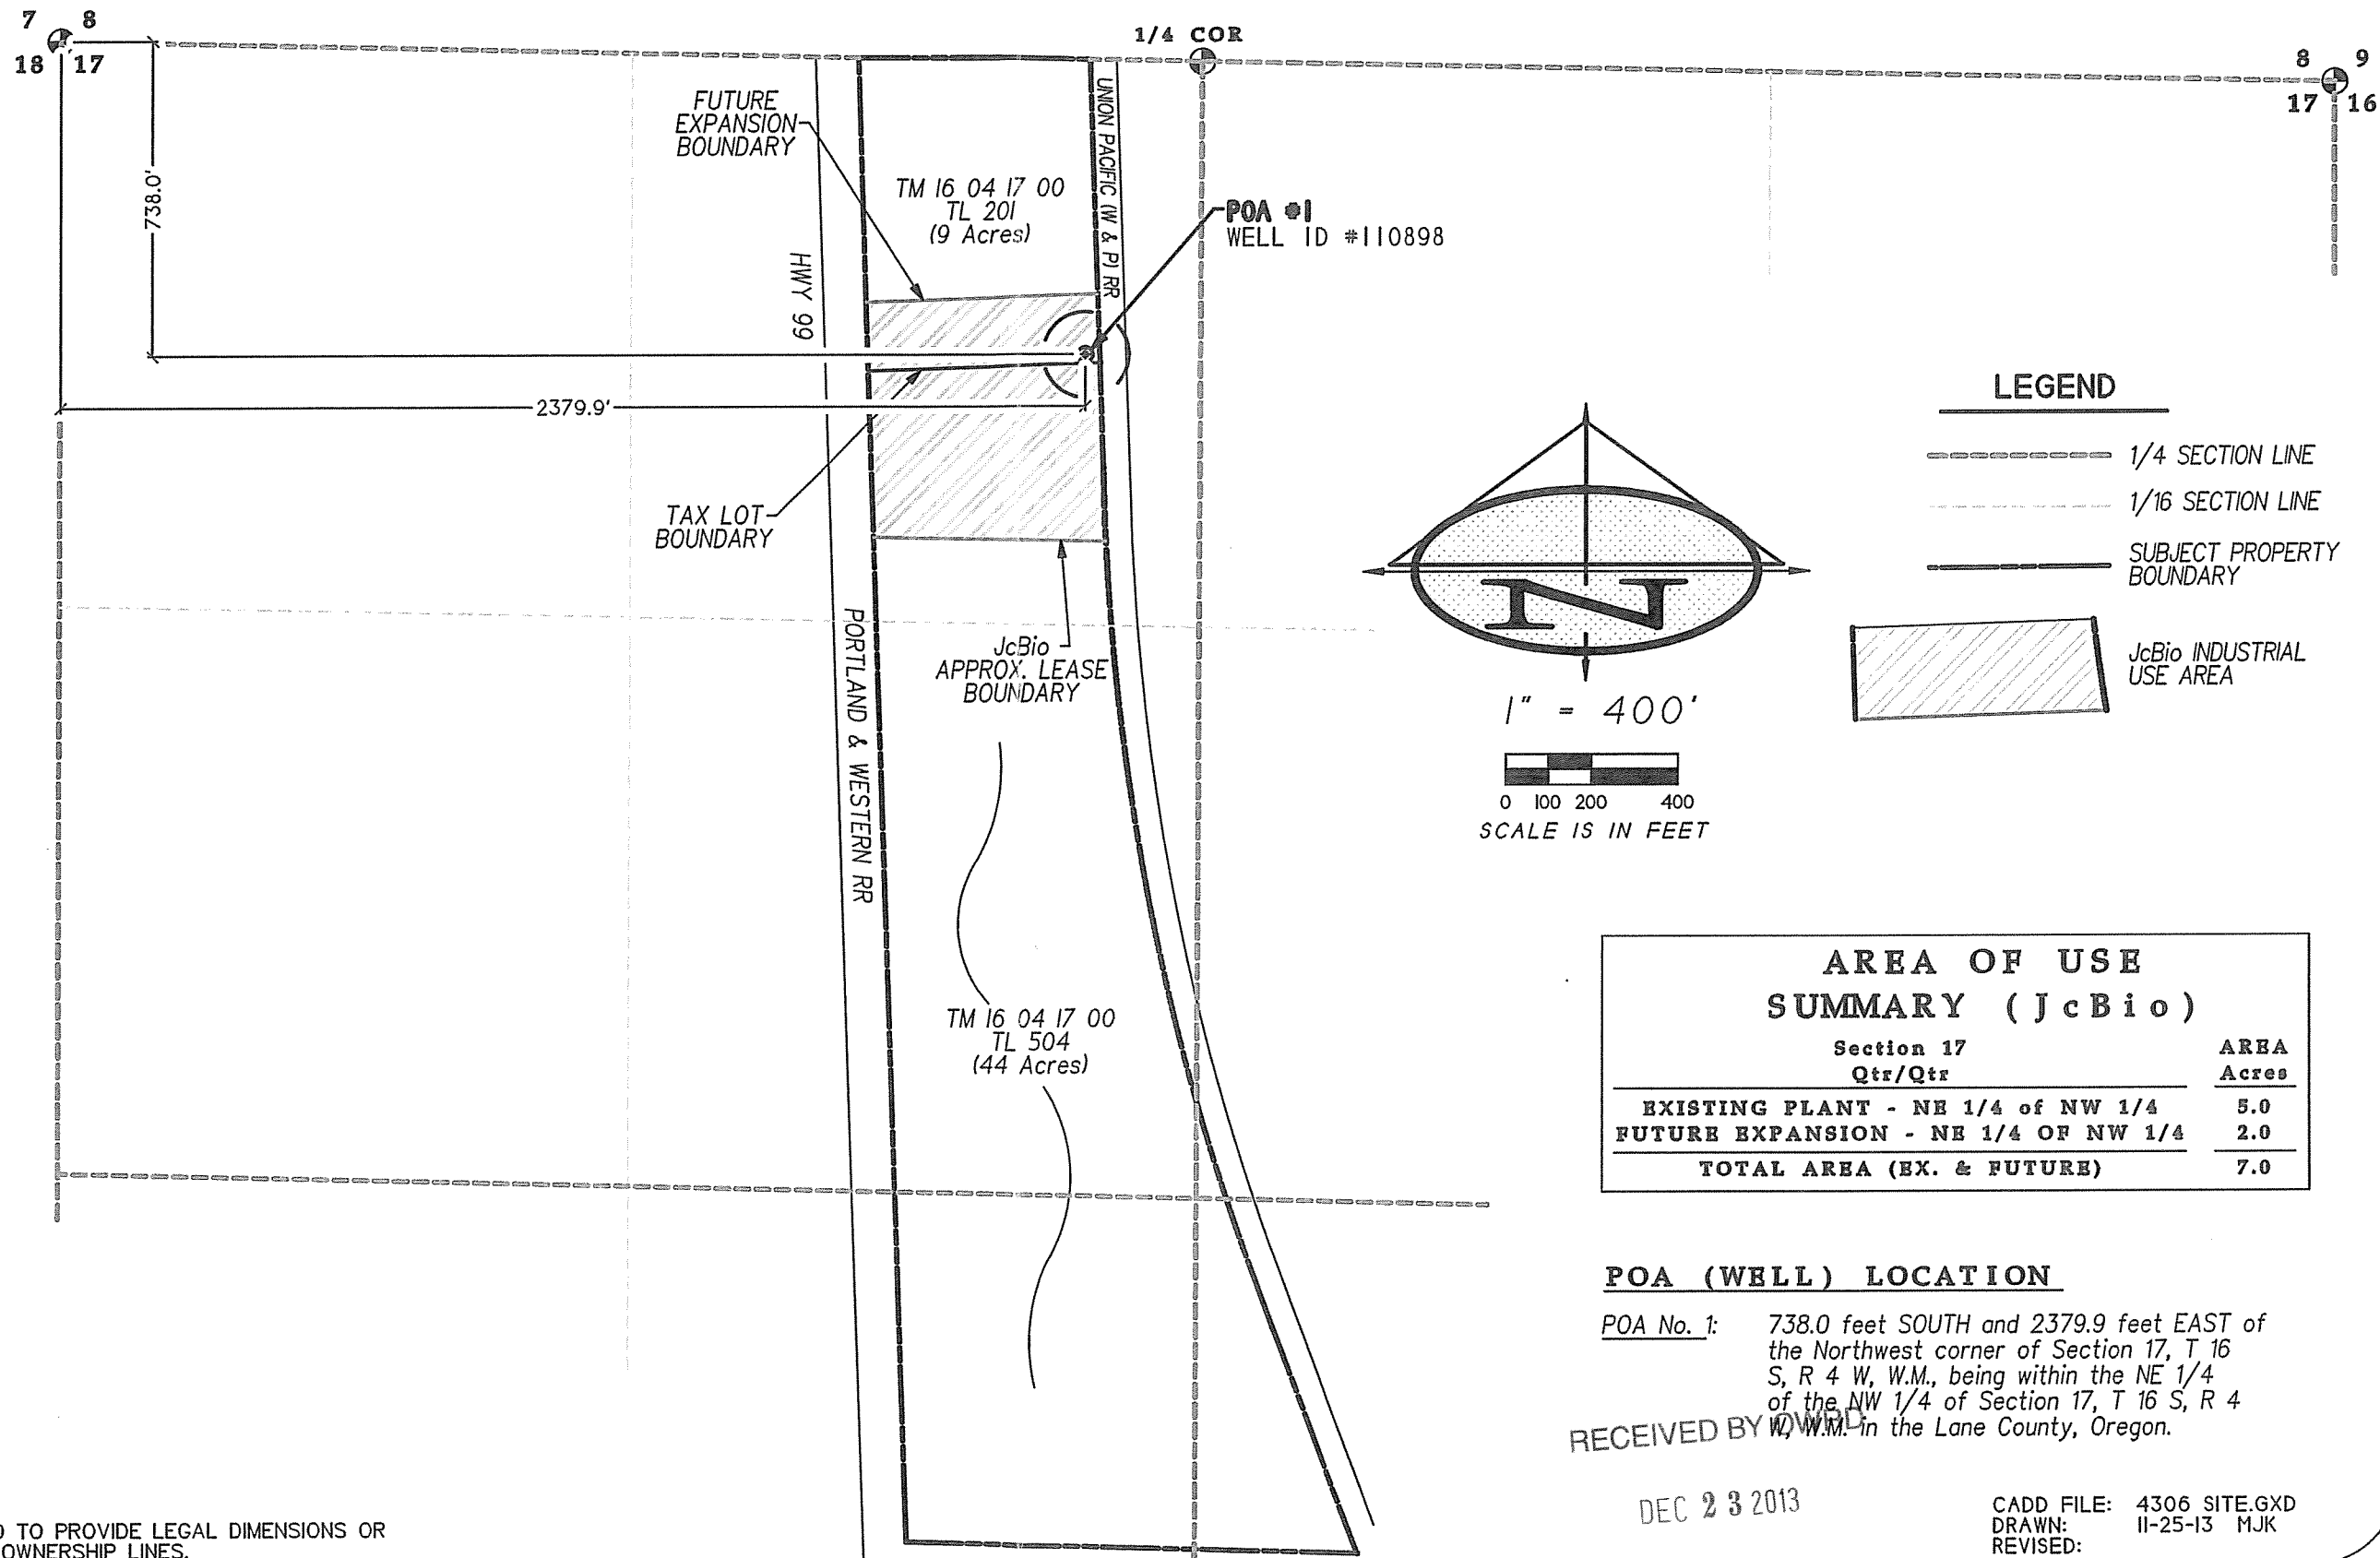 7 8
18 17
1/4 COR
8 9
17 16
FUTURE
EXPANSION
BOUNDARY
738.0'
TM 16 04 17 00
TL 201
(9 Acres)
UNION PACIFIC (W & P) RR
POA #1
WELL ID #110898
HWY 99
2379.9'
TAX LOT
BOUNDARY
LEGEND
1/4 SECTION LINE
1/16 SECTION LINE
SUBJECT PROPERTY
BOUNDARY
JcBio INDUSTRIAL
USE AREA
N
1" = 400'
0 100 200 400
SCALE IS IN FEET
JcBio
APPROX. LEASE
BOUNDARY
PORTLAND & WESTERN RR
TM 16 04 17 00
TL 504
(44 Acres)
AREA OF USE
SUMMARY (JcBio)
Section 17 AREA
Qtr/Qtr Acres
EXISTING PLANT - NE 1/4 of NW 1/4 5.0
FUTURE EXPANSION - NE 1/4 OF NW 1/4 2.0
TOTAL AREA (EX. & FUTURE) 7.0
POA (WELL) LOCATION
POA No. 1: 738.0 feet SOUTH and 2379.9 feet EAST of
the Northwest corner of Section 17, T 16
S, R 4 W, W.M., being within the NE 1/4
of the NW 1/4 of Section 17, T 16 S, R 4
W, W.M. in the Lane County, Oregon.
RECEIVED BY OWRD
DEC 23 2013
CADD FILE: 4306 SITE.GXD
DRAWN: 11-25-13 MJK
REVISED:
TO PROVIDE LEGAL DIMENSIONS OR
OWNERSHIP LINES.